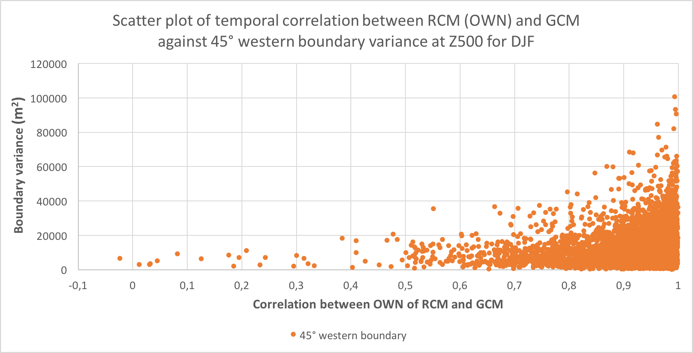 Scatter plot of temporal correlation between RCM (OWN) and GCM
against 45° western boundary variance at Z500 for DJF
Boundary variance (m²)
120000
100000
80000
60000
40000
20000
0
-0,1 0 0,1 0,2 0,3 0,4 0,5 0,6 0,7 0,8 0,9 1
Correlation between OWN of RCM and GCM
45° western boundary